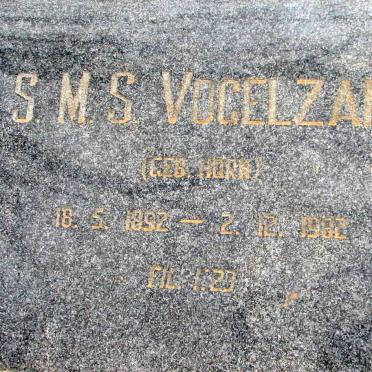 S M. S VOGELZA
(GEB. HORN)
18. 5. 1892 — 2. 12. 1982
FIL 1:23